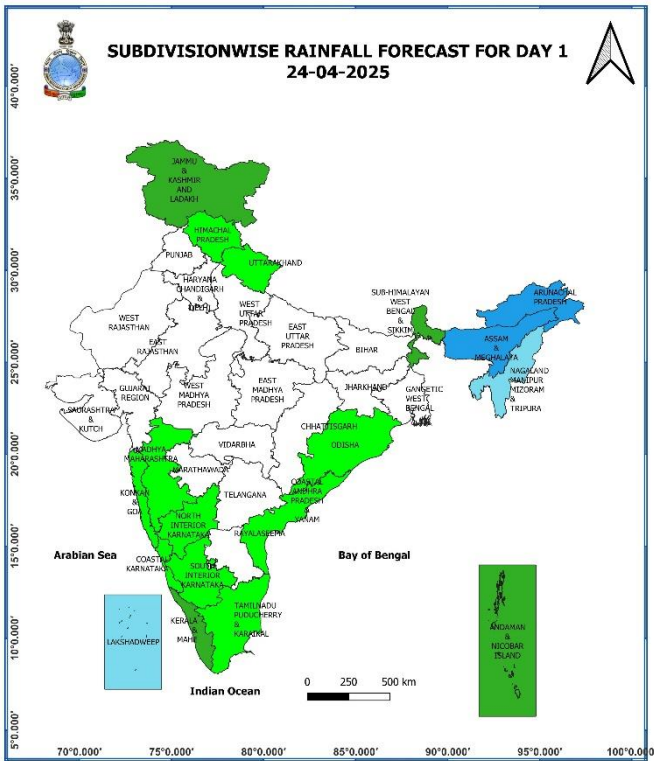 SUBDIVISIONWISE RAINFALL FORECAST FOR DAY 1
24-04-2025
40°0.000'
35°0.000'
30°0.000'
25°0.000'
20°0.000'
15°0.000'
10°0.000'
5°0.000'
JAMMU
&
KASHMIR
AND
LADAKH
HIMACHAL
PRADESH
PUNJAB
UTTARAKHAND
HARYANA
CHANDIGARH
&
DELHI
WEST
UTTAR
PRADESH
WEST
RAJASTHAN
EAST
RAJASTHAN
EAST
UTTAR
PRADESH
BIHAR
SUB-HIMALAYAN
WEST
BENGAL
&
SIKKIM
ARUNACHAL
PRADESH
ASSAM
&
MEGHALAYA
NAGALAND
MANIPUR
MIZORAM
&
TRIPURA
GUJARAT
REGION
SAURASHTRA
&
KUTCH
WEST
MADHYA
PRADESH
EAST
MADHYA
PRADESH
JHARKHAND
GANGETIC
WEST
BENGAL
CHHATTISGARH
ODISHA
VIDARBHA
MADHYA
MAHARASHTRA
MARATHAWADA
TELANGANA
KONKAN
&
GOA
COASTAL
ANDHRA
PRADESH
&
YANAM
NORTH
INTERIOR
KARNATAKA
RAYALASEEMA
COASTAL
KARNATAKA
SOUTH
INTERIOR
KARNATAKA
TAMILNADU
PUDUCHERRY
&
KARAIKAL
KERALA
&
MAHE
LAKSHADWEEP
ANDAMAN
&
NICOBAR
ISLAND
Arabian Sea
Bay of Bengal
Indian Ocean
0 250 500 km
70°0.000' 75°0.000' 80°0.000' 85°0.000' 90°0.000' 95°0.000' 100°0.000'